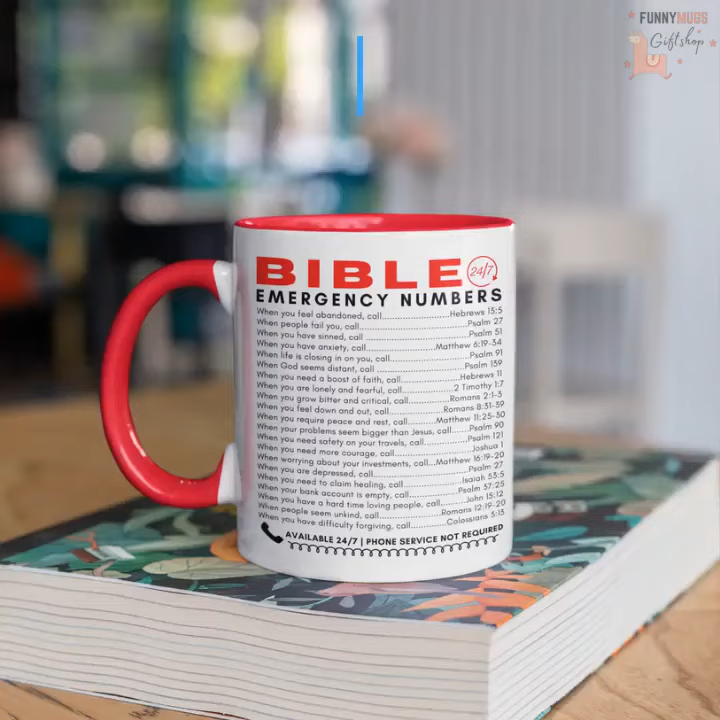 FUNNYMUGS
Giftshop
BIBLE 24/7
EMERGENCY NUMBERS
When you feel abandoned, call..........Hebrews 13:5
When people fail you, call..........Psalm 27
When you have sinned, call..........Psalm 51
When you have anxiety, call..........Matthew 6:19-34
When life is closing in on you, call..........Psalm 91
When God seems distant, call..........Psalm 139
When you need a boost of faith, call..........Hebrews 11
When you are lonely and fearful, call..........2 Timothy 1:7
When you grow bitter and critical, call..........Romans 2:1-3
When you feel down and out, call..........Romans 8:31-39
When you require peace and rest, call..........Matthew 11:25-30
When your problems seem bigger than Jesus, call......Psalm 90
When you need safety on your travels, call..........Psalm 121
When you need more courage, call..........Joshua 1
When worrying about your investments, call...Matthew 16:19-20
When you are depressed, call..........Psalm 27
When you need to claim healing, call..........Isaiah 53:5
When your bank account is empty, call..........Psalm 37:25
When you have a hard time loving people, call..........John 15:12
When people seem unkind, call..........Romans 12:19-20
When you have difficulty forgiving, call..........Colossians 3:13
AVAILABLE 24/7 | PHONE SERVICE NOT REQUIRED